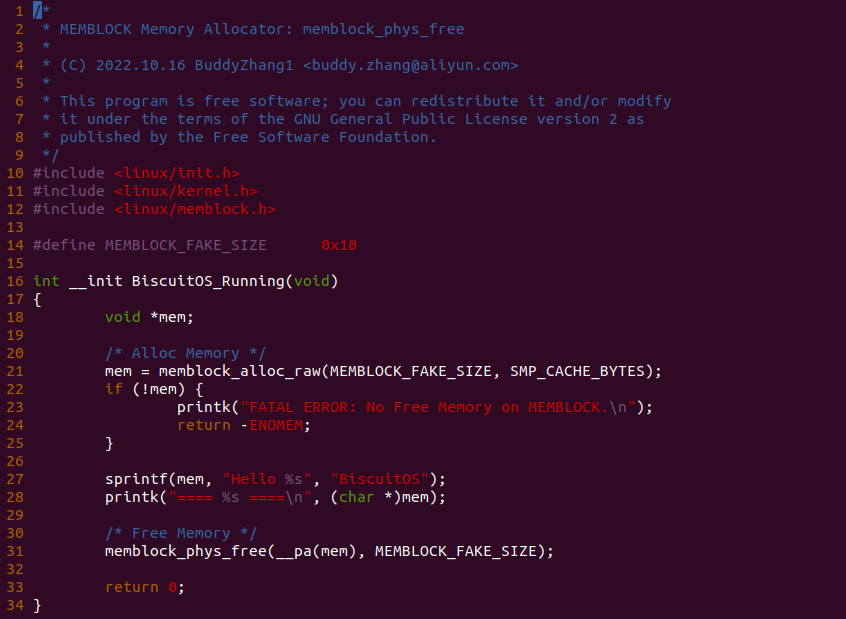 1 /*
2  * MEMBLOCK Memory Allocator: memblock_phys_free
3  *
4  * (C) 2022.10.16 BuddyZhang1 <buddy.zhang@aliyun.com>
5  *
6  * This program is free software; you can redistribute it and/or modify
7  * it under the terms of the GNU General Public License version 2 as
8  * published by the Free Software Foundation.
9  */
10 #include <linux/init.h>
11 #include <linux/kernel.h>
12 #include <linux/memblock.h>
13
14 #define MEMBLOCK_FAKE_SIZE      0x10
15
16 int __init BiscuitOS_Running(void)
17 {
18         void *mem;
19
20         /* Alloc Memory */
21         mem = memblock_alloc_raw(MEMBLOCK_FAKE_SIZE, SMP_CACHE_BYTES);
22         if (!mem) {
23                 printk("FATAL ERROR: No Free Memory on MEMBLOCK.\n");
24                 return -ENOMEM;
25         }
26
27         sprintf(mem, "Hello %s", "BiscuitOS");
28         printk("==== %s ====\n", (char *)mem);
29
30         /* Free Memory */
31         memblock_phys_free(__pa(mem), MEMBLOCK_FAKE_SIZE);
32
33         return 0;
34 }